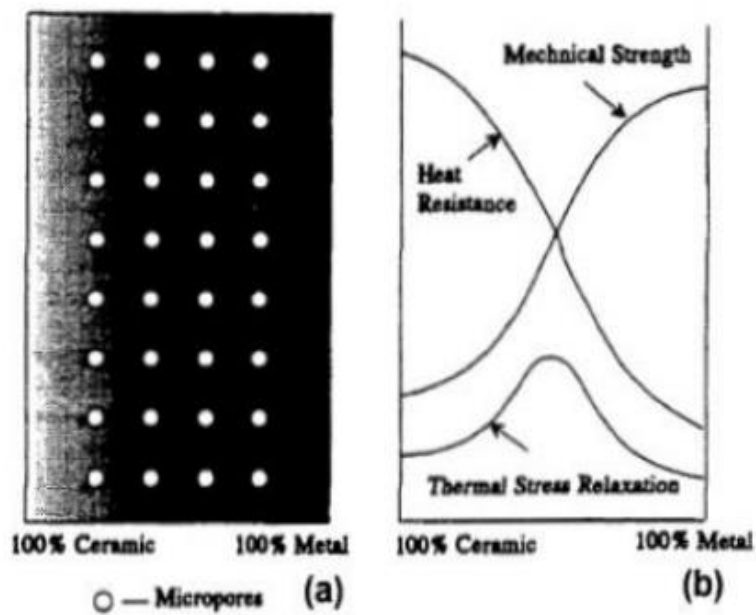 Mechnical Strength
Heat
Resistance
Thermal Stress Relaxation
100% Ceramic 100% Metal
100% Ceramic 100% Metal
O — Micropores (a)
(b)